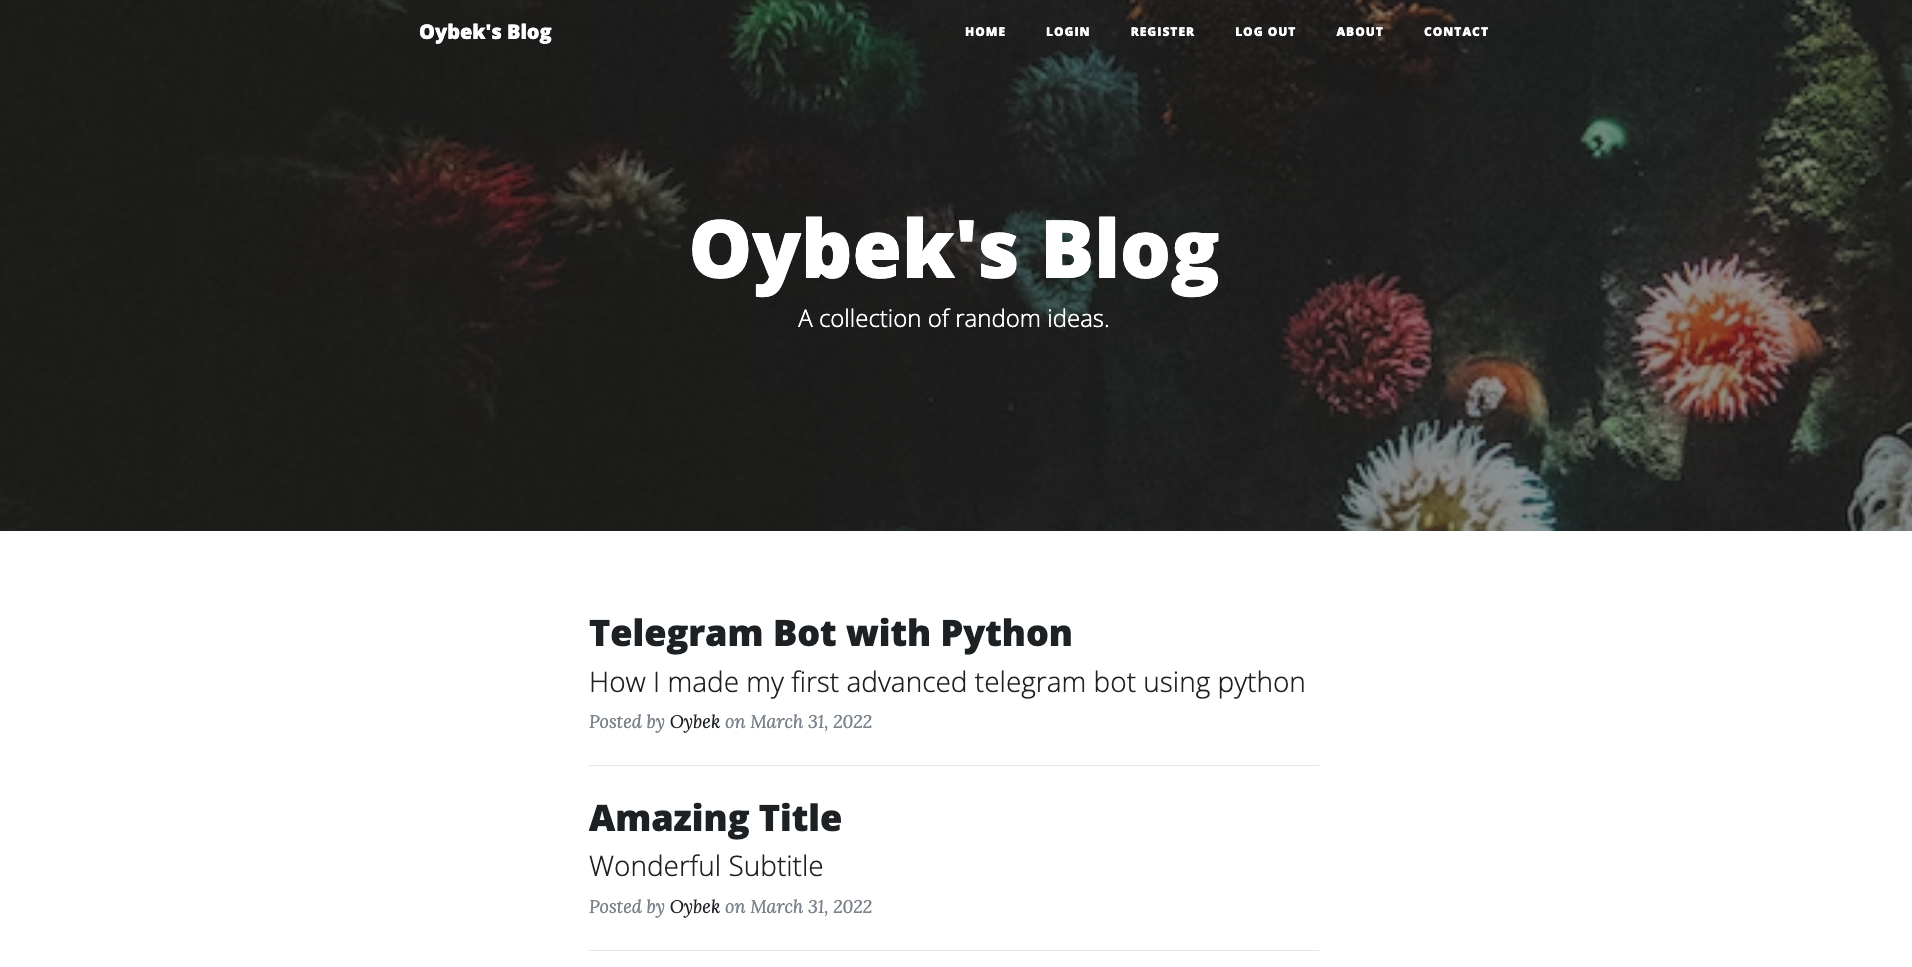 Oybek's Blog
HOME LOGIN REGISTER LOG OUT ABOUT CONTACT
Oybek's Blog
A collection of random ideas.
Telegram Bot with Python
How I made my first advanced telegram bot using python
Posted by Oybek on March 31, 2022
Amazing Title
Wonderful Subtitle
Posted by Oybek on March 31, 2022